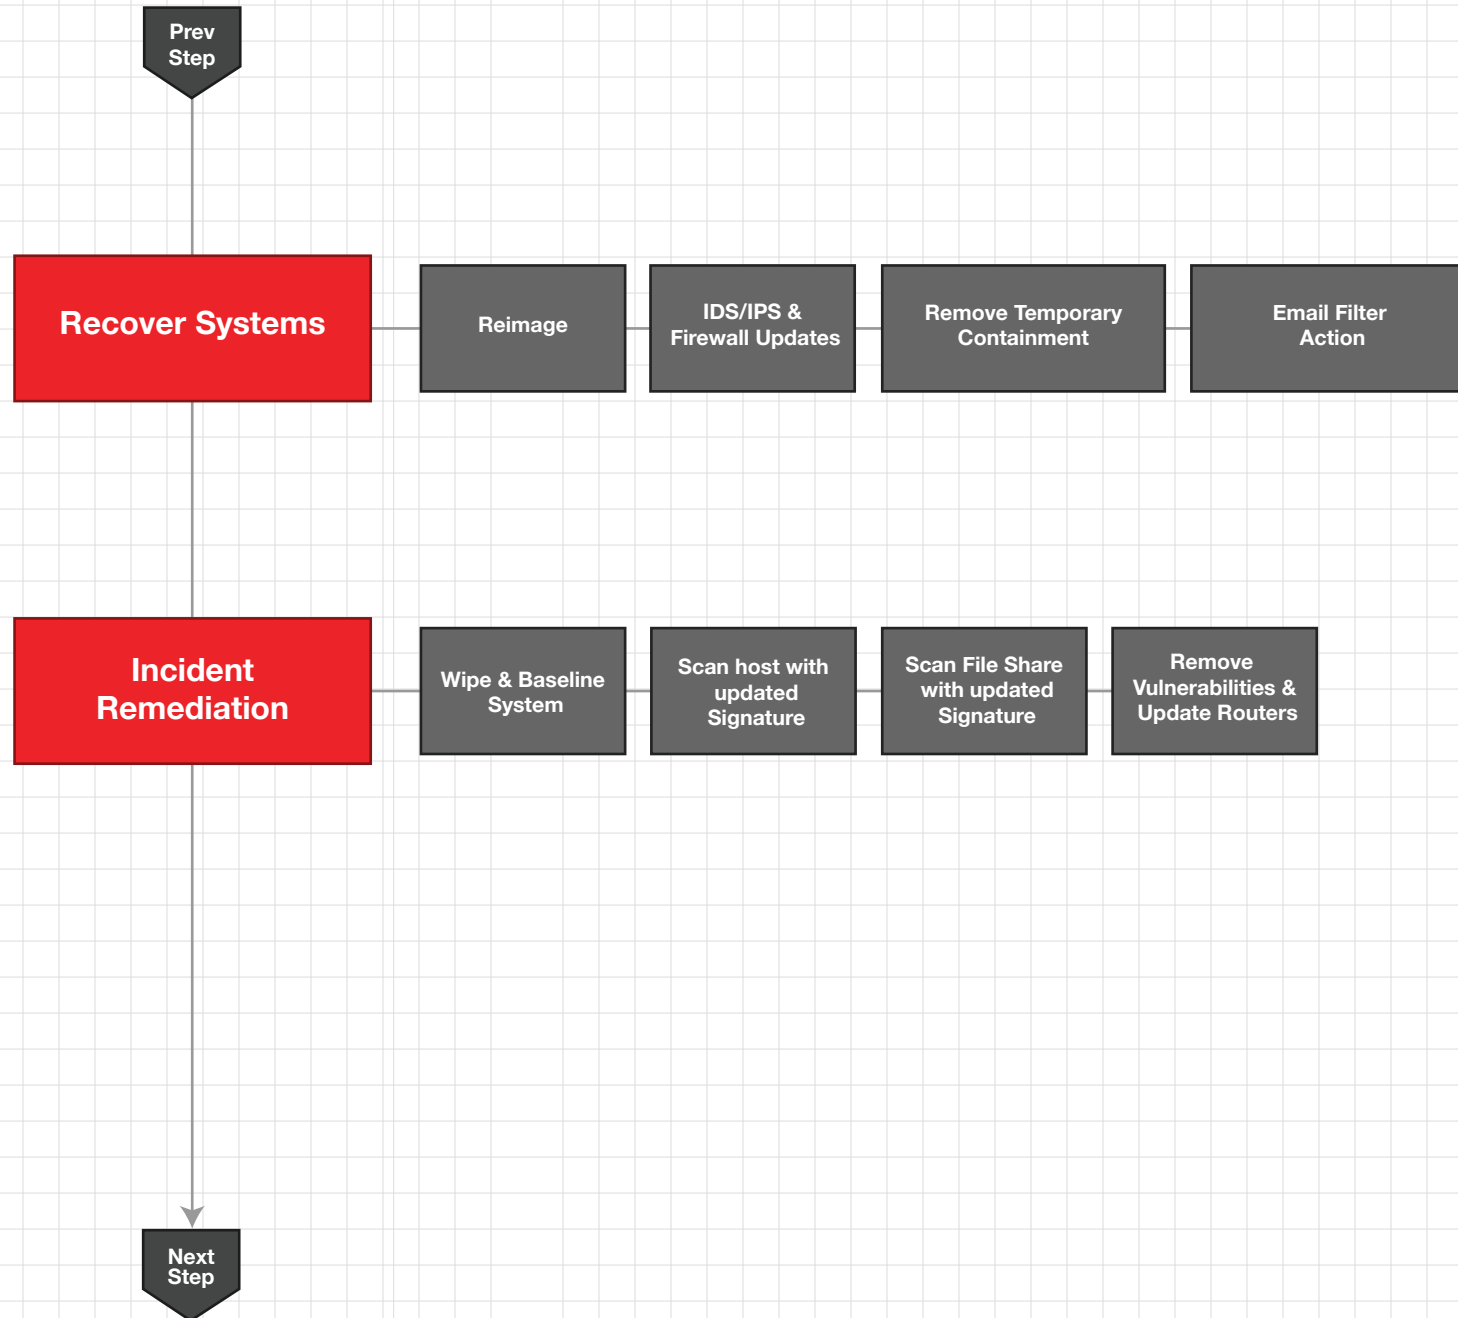 Prev
Step
Recover Systems
Reimage
IDS/IPS &
Firewall Updates
Remove Temporary
Containment
Email Filter
Action
Incident
Remediation
Wipe & Baseline
System
Scan host with
updated
Signature
Scan File Share
with updated
Signature
Remove
Vulnerabilities &
Update Routers
Next
Step